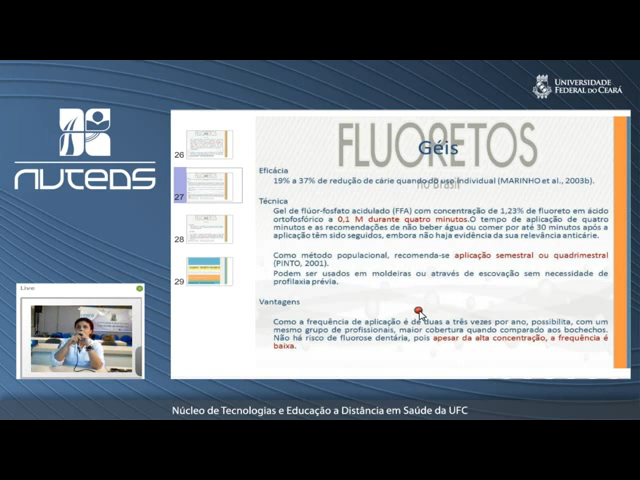 UNIVERSIDADE
FEDERAL DO CEARÁ
NUTEDS
26
27
28
29
FLUORETOS
no Brasil
Géis
Eficácia
19% a 37% de redução de cárie quando do uso individual (MARINHO et al., 2003b).
Técnica
Gel de flúor-fosfato acidulado (FFA) com concentração de 1,23% de fluoreto em ácido
ortofosfórico a 0,1 M durante quatro minutos.O tempo de aplicação de quatro
minutos e as recomendações de não beber água ou comer por até 30 minutos após a
aplicação têm sido seguidos, embora não haja evidência da sua relevância anticárie.
Como método populacional, recomenda-se aplicação semestral ou quadrimestral
(PINTO, 2001).
Podem ser usados em moldeiras ou através de escovação sem necessidade de
profilaxia prévia.
Vantagens
Como a frequência de aplicação é de duas a três vezes por ano, possibilita, com um
mesmo grupo de profissionais, maior cobertura quando comparado aos bochechos.
Não há risco de fluorose dentária, pois apesar da alta concentração, a frequência é
baixa.
Live
Núcleo de Tecnologias e Educação a Distância em Saúde da UFC